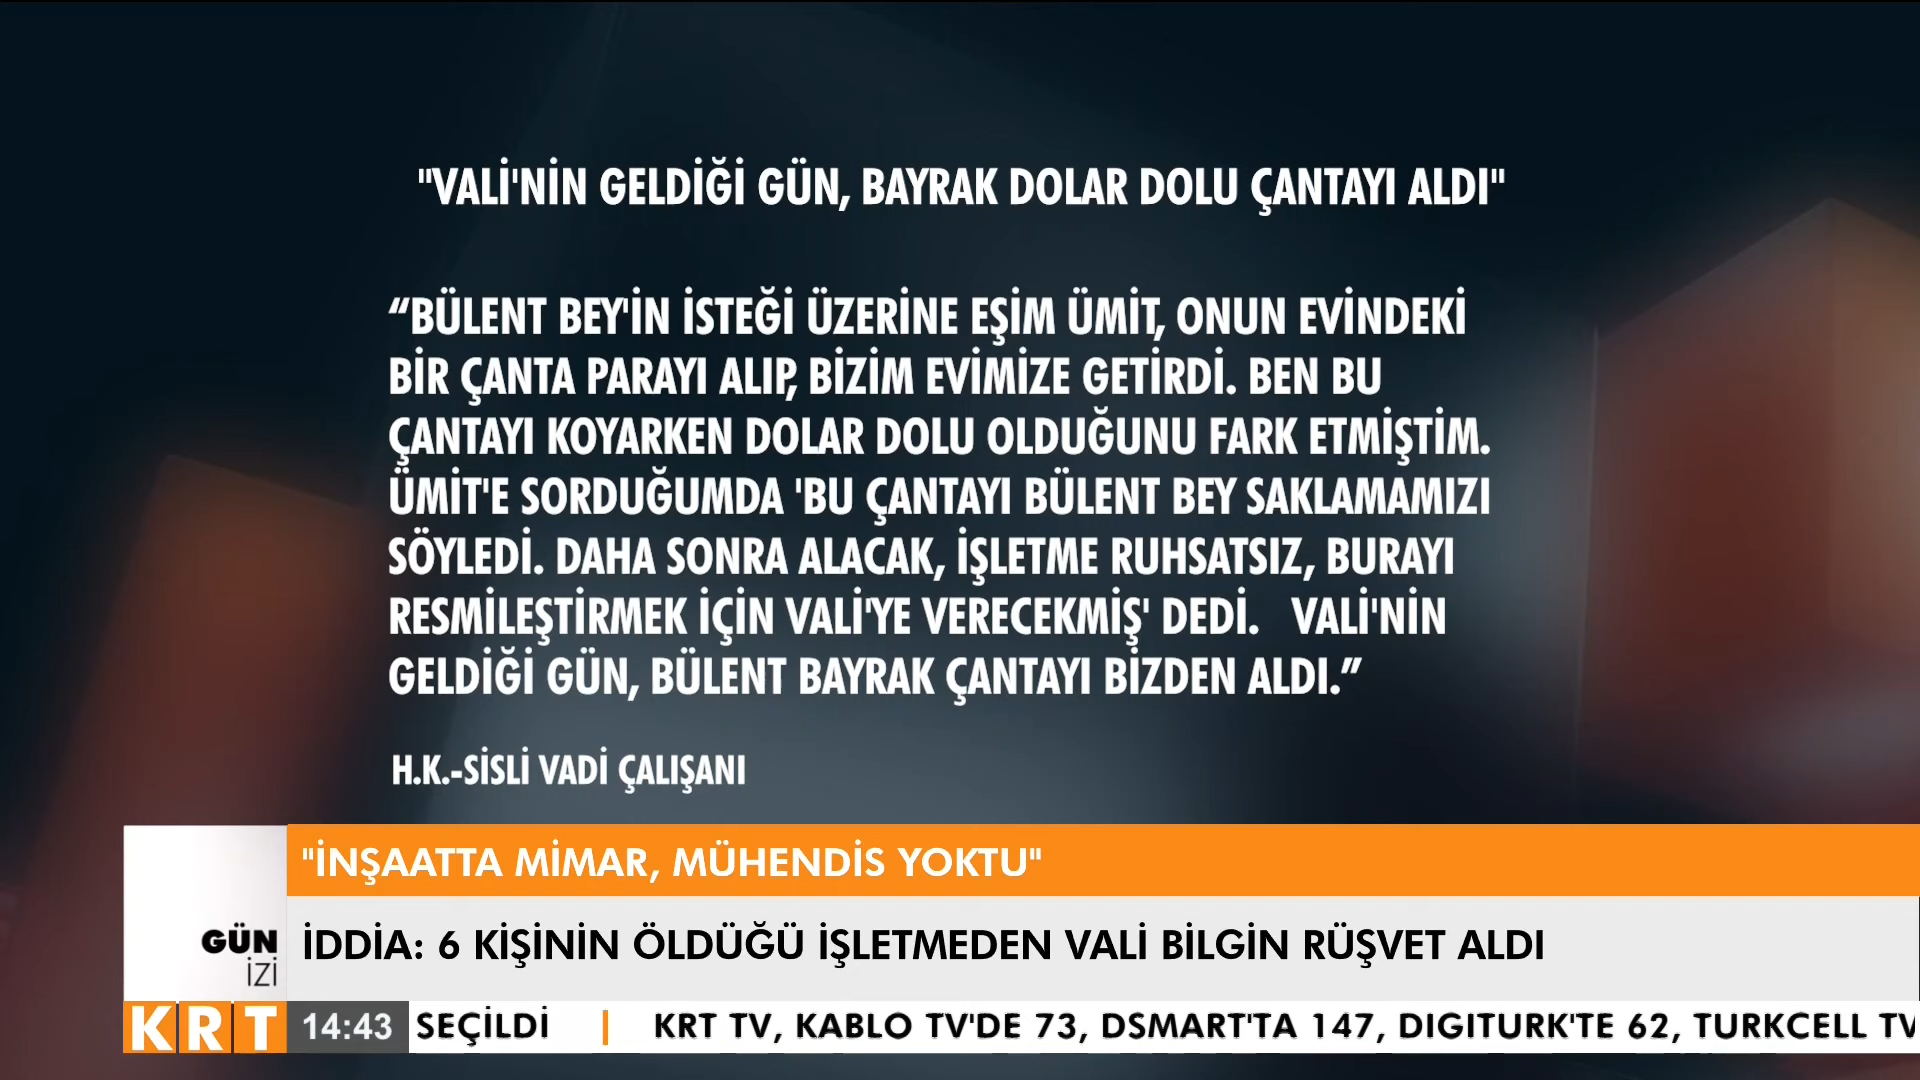 "VALİ'NİN GELDİĞİ GÜN, BAYRAK DOLAR DOLU ÇANTAYI ALDI"
“BÜLENT BEY'İN İSTEĞİ ÜZERİNE EŞİM ÜMİT, ONUN EVİNDEKİ
BİR ÇANTA PARAYI ALIP, BİZİM EVİMİZE GETİRDİ. BEN BU
ÇANTAYI KOYARKEN DOLAR DOLU OLDUĞUNU FARK ETMİŞTİM.
ÜMİT'E SORDUĞUMDA 'BU ÇANTAYI BÜLENT BEY SAKLAMAMIZI
SÖYLEDİ. DAHA SONRA ALACAK, İŞLETME RUHSATSIZ, BURAYI
RESMİLEŞTİRMEK İÇİN VALİ'YE VERECEKMİŞ' DEDİ. VALİ'NİN
GELDİĞİ GÜN, BÜLENT BAYRAK ÇANTAYI BİZDEN ALDI.”
H.K.-SİSLİ VADİ ÇALIŞANI
"İNŞAATTA MİMAR, MÜHENDİS YOKTU"
GÜN
İZİ
İDDİA: 6 KİŞİNİN ÖLDÜĞÜ İŞLETMEDEN VALİ BİLGİN RÜŞVET ALDI
KRT 14:43 SEÇİLDİ | KRT TV, KABLO TV'DE 73, DSMART'TA 147, DIGITURK'TE 62, TURKCELL TV